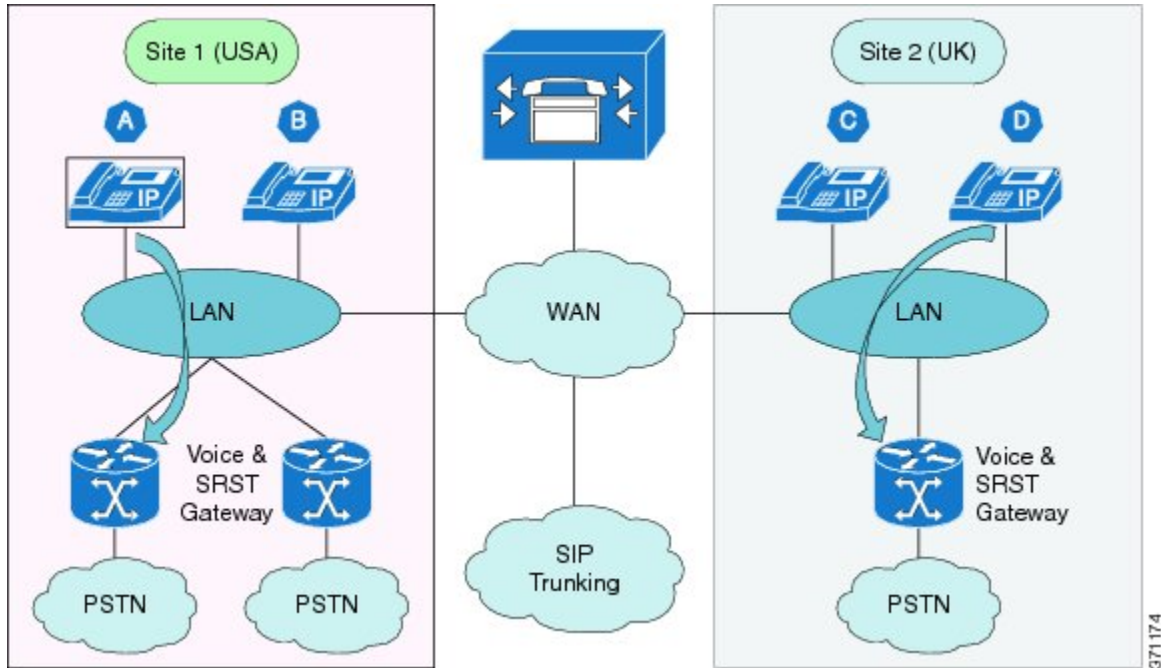 Site 1 (USA)
Site 2 (UK)
A
B
C
D
IP
IP
IP
IP
LAN
WAN
LAN
Voice &
SRST
Gateway
Voice &
SRST
Gateway
SIP
Trunking
PSTN
PSTN
PSTN
371174